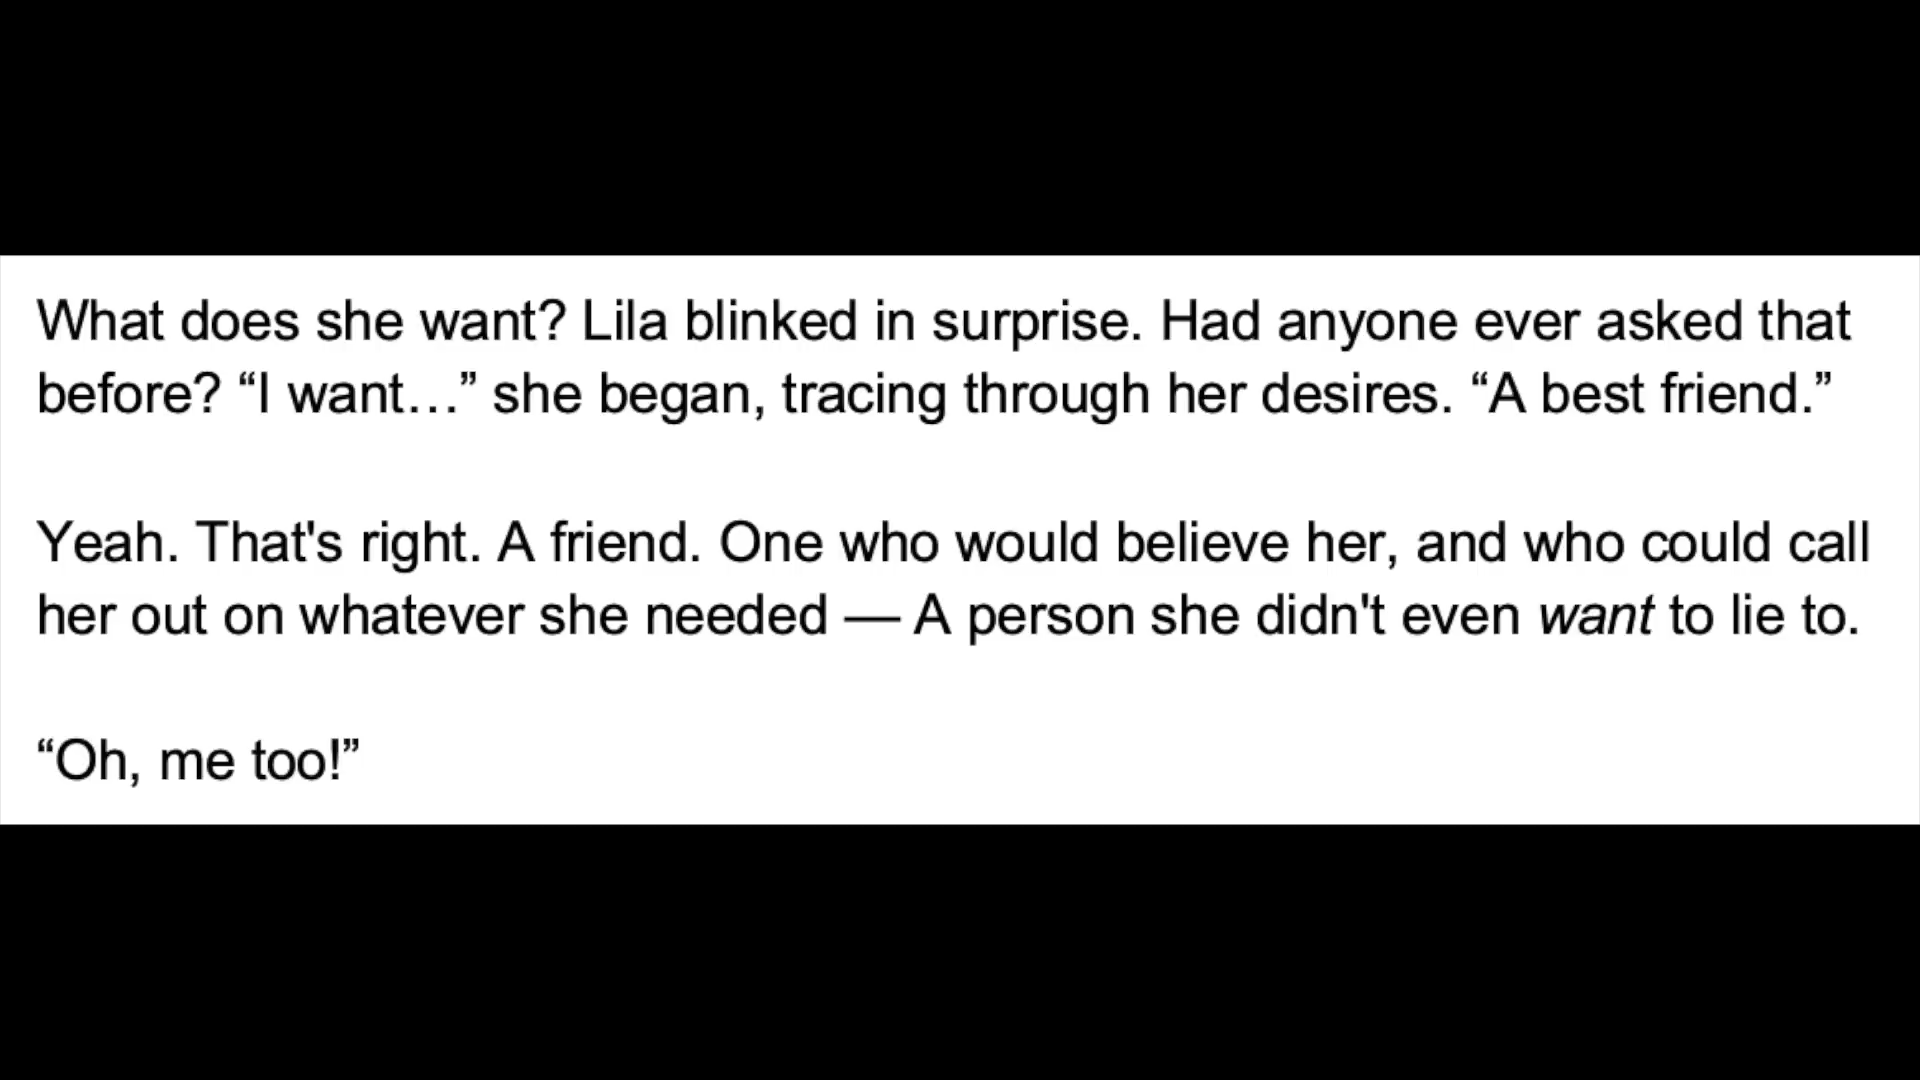 What does she want? Lila blinked in surprise. Had anyone ever asked that
before? “I want…” she began, tracing through her desires. “A best friend.”
Yeah. That's right. A friend. One who would believe her, and who could call
her out on whatever she needed — A person she didn't even want to lie to.
“Oh, me too!”